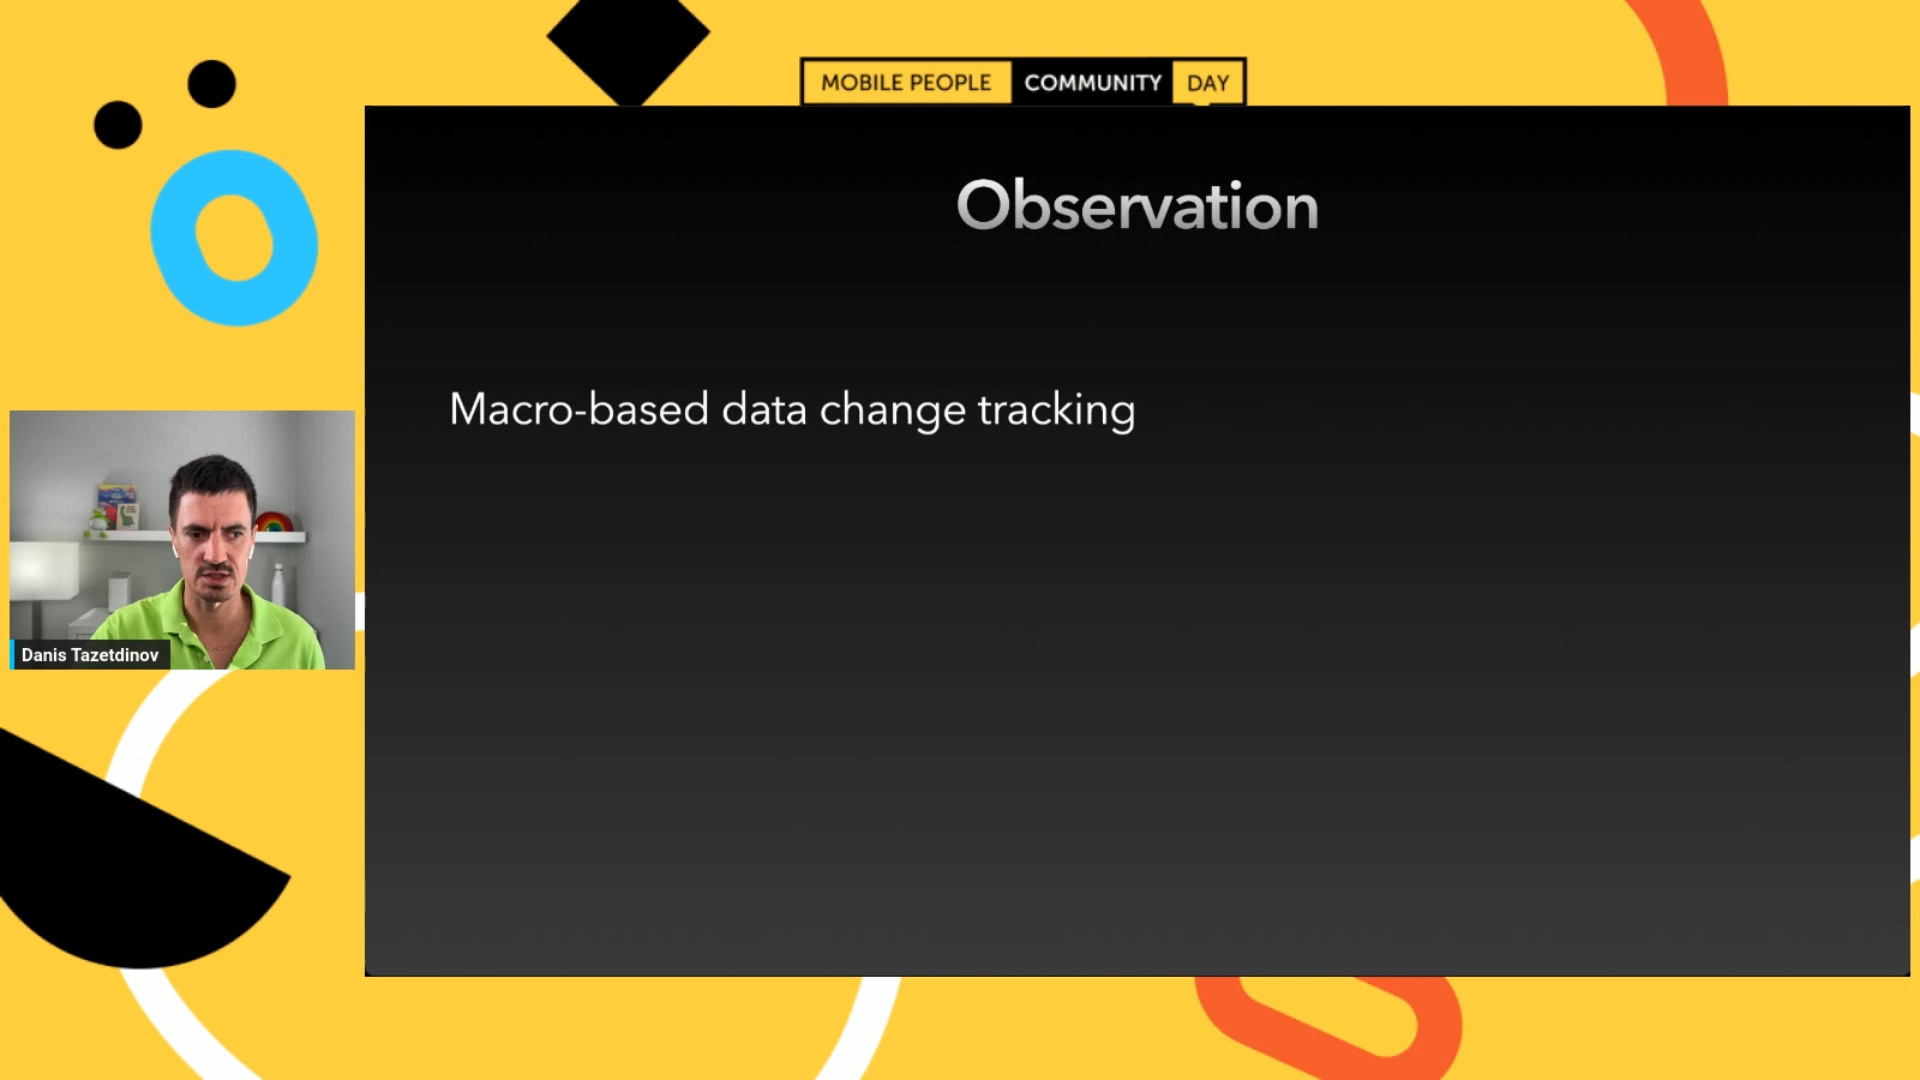 MOBILE PEOPLE COMMUNITY DAY
Observation
Macro-based data change tracking
Danis Tazetdinov